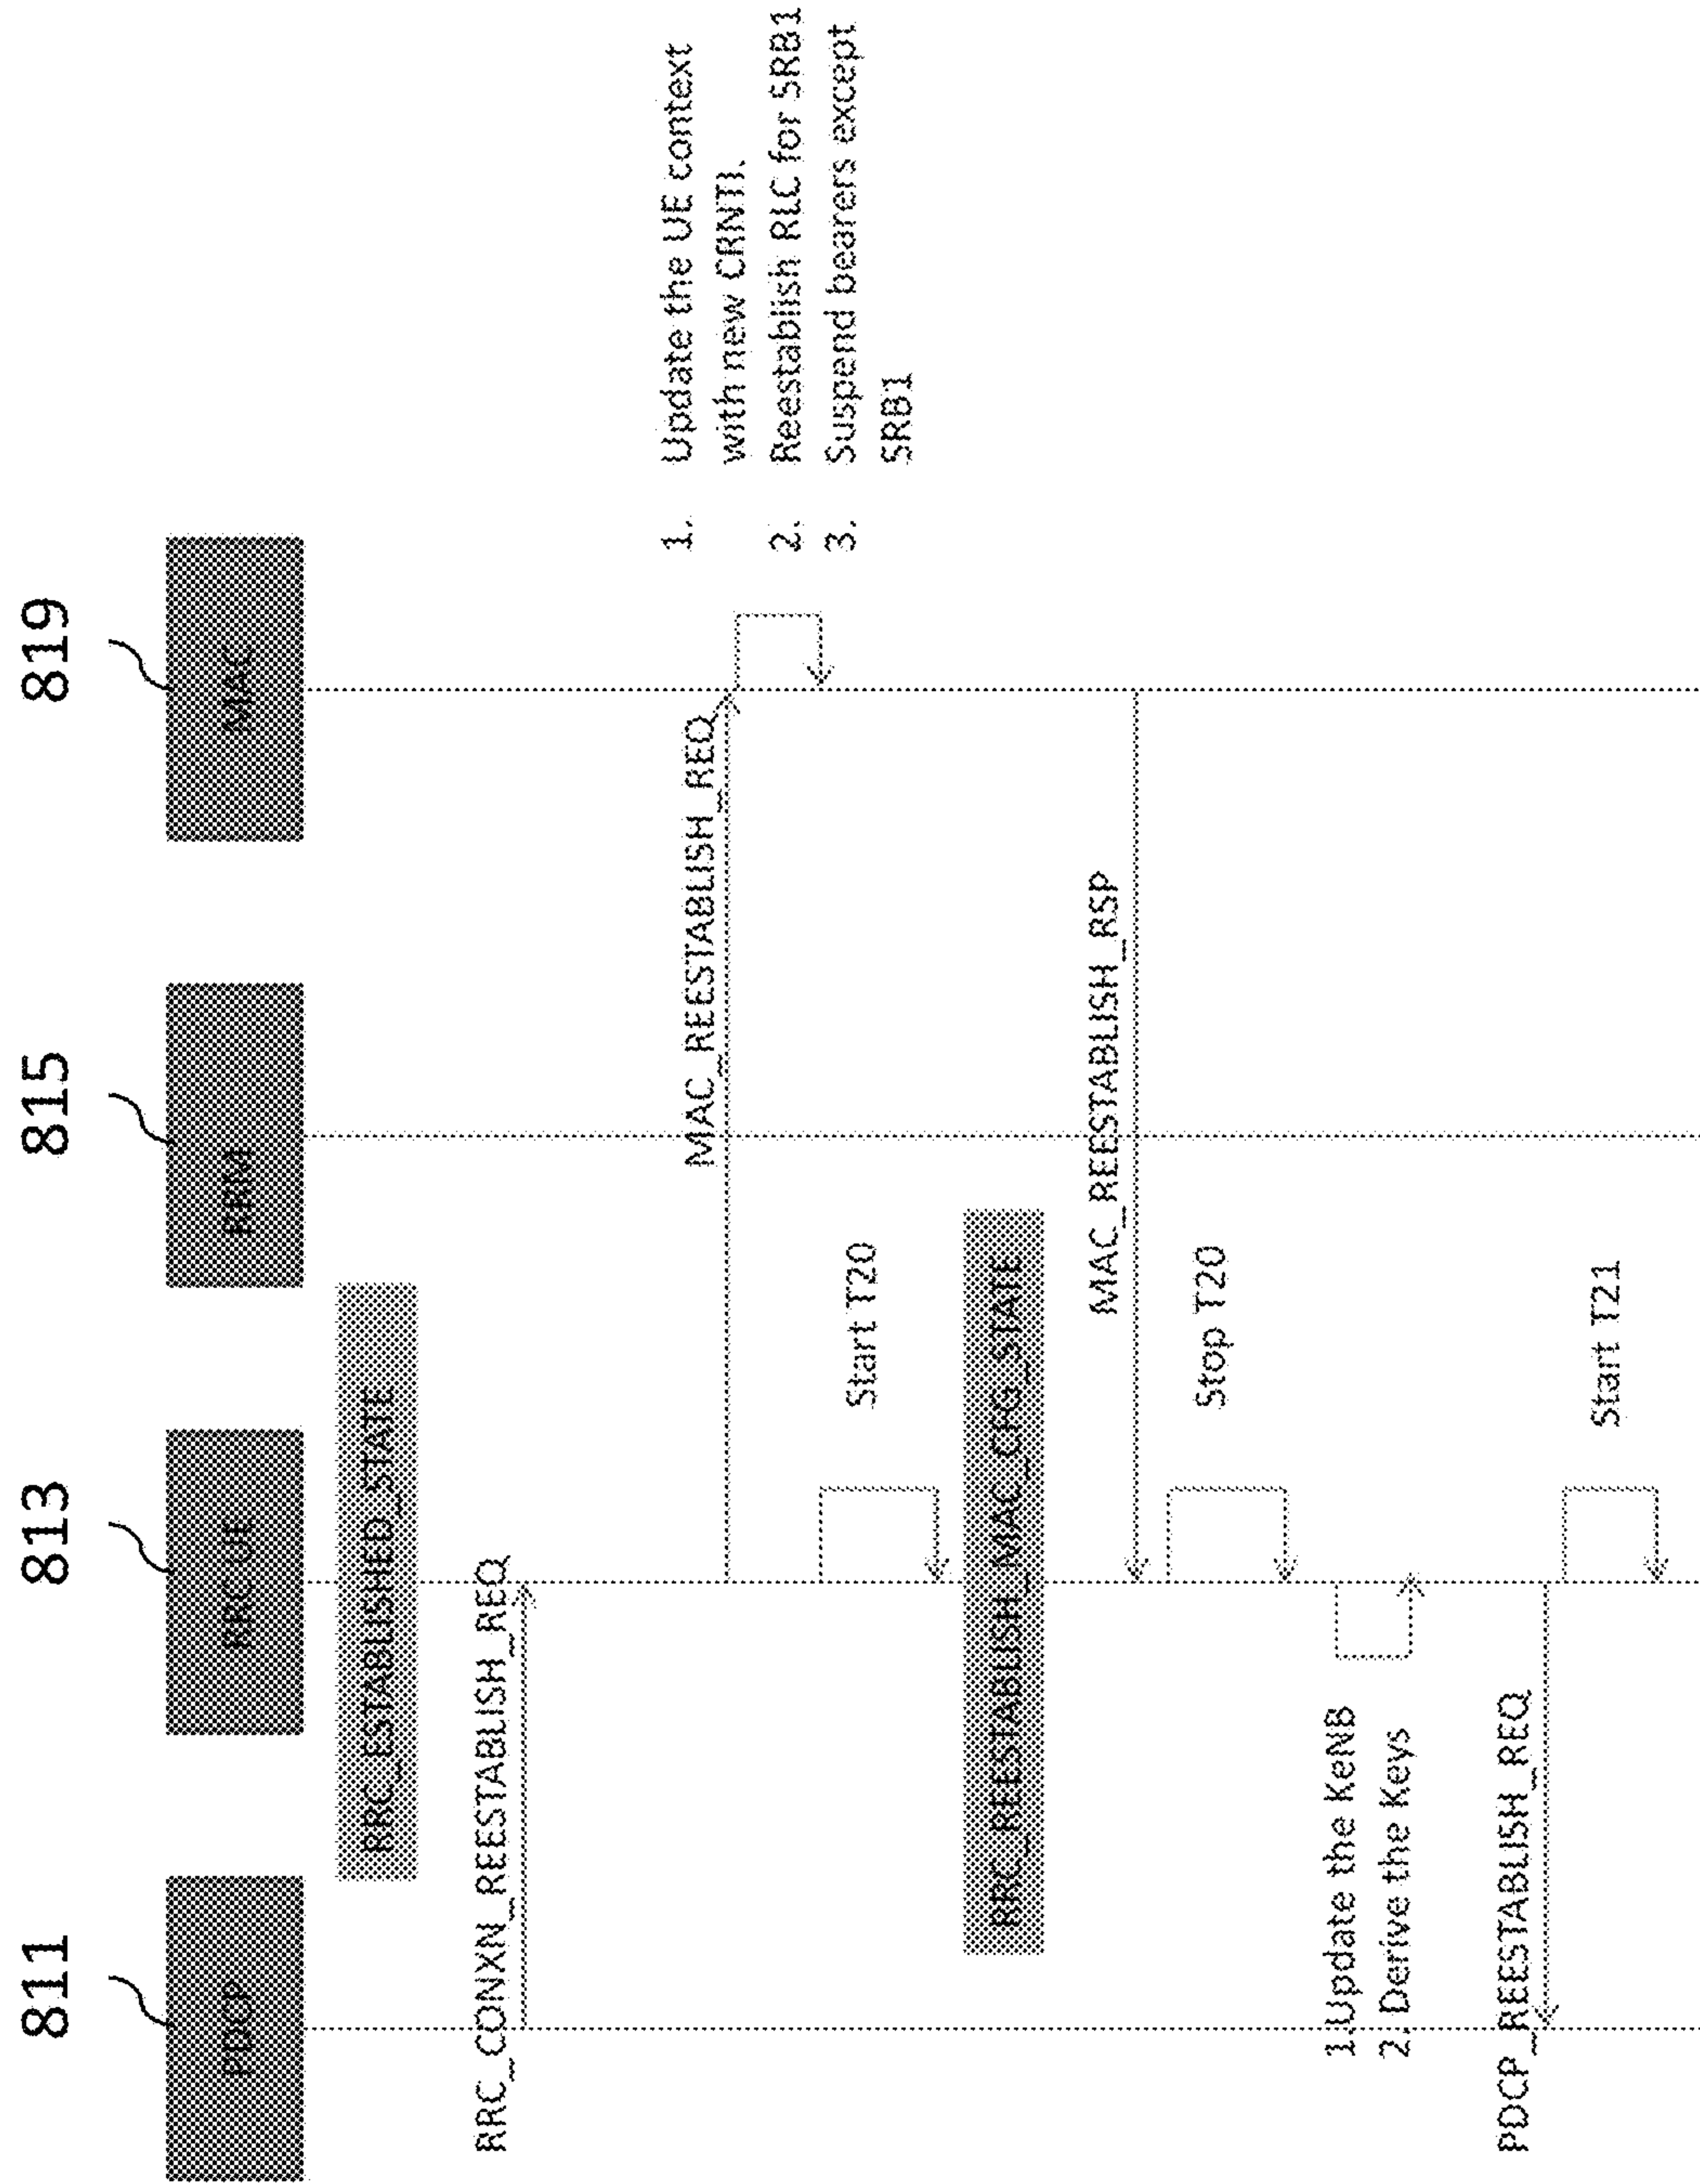 811
813
815
819
PDCP
RRCUE
RRM
MAC
RRC_ESTABLISHED_STATE
RRC_CONXN_REESTABLISH_REQ
MAC_REESTABLISH_REQ
1. Update the UE context
with new CRNTI.
2. Reestablish RLC for SRB1
3. Suspend bearers except
SRB1
Start T20
RRC_REESTABLISH_MAC_CFG_STATE
MAC_REESTABLISH_RSP
Stop T20
1.Update the KeNB
2.Derive the Keys
PDCP_REESTABLISH_REQ
Start T21